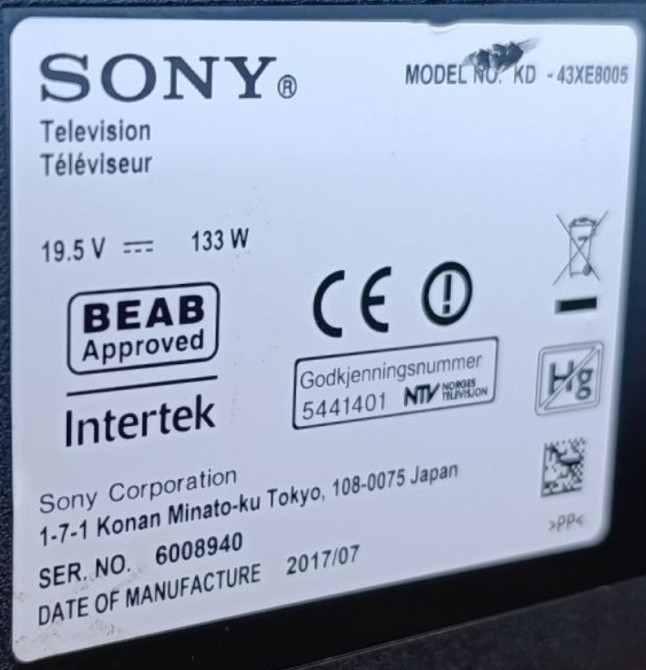 SONY®
MODEL NO. KD - 43XE8005
Television
Téléviseur
19.5 V ⎓ 133 W
BEAB
Approved
Intertek
CE
Godkjenningsnummer
5441401 NTV NORGES TELEVISJON
Hg
Sony Corporation
1-7-1 Konan Minato-ku Tokyo, 108-0075 Japan
SER. NO. 6008940
DATE OF MANUFACTURE 2017/07
>PP<